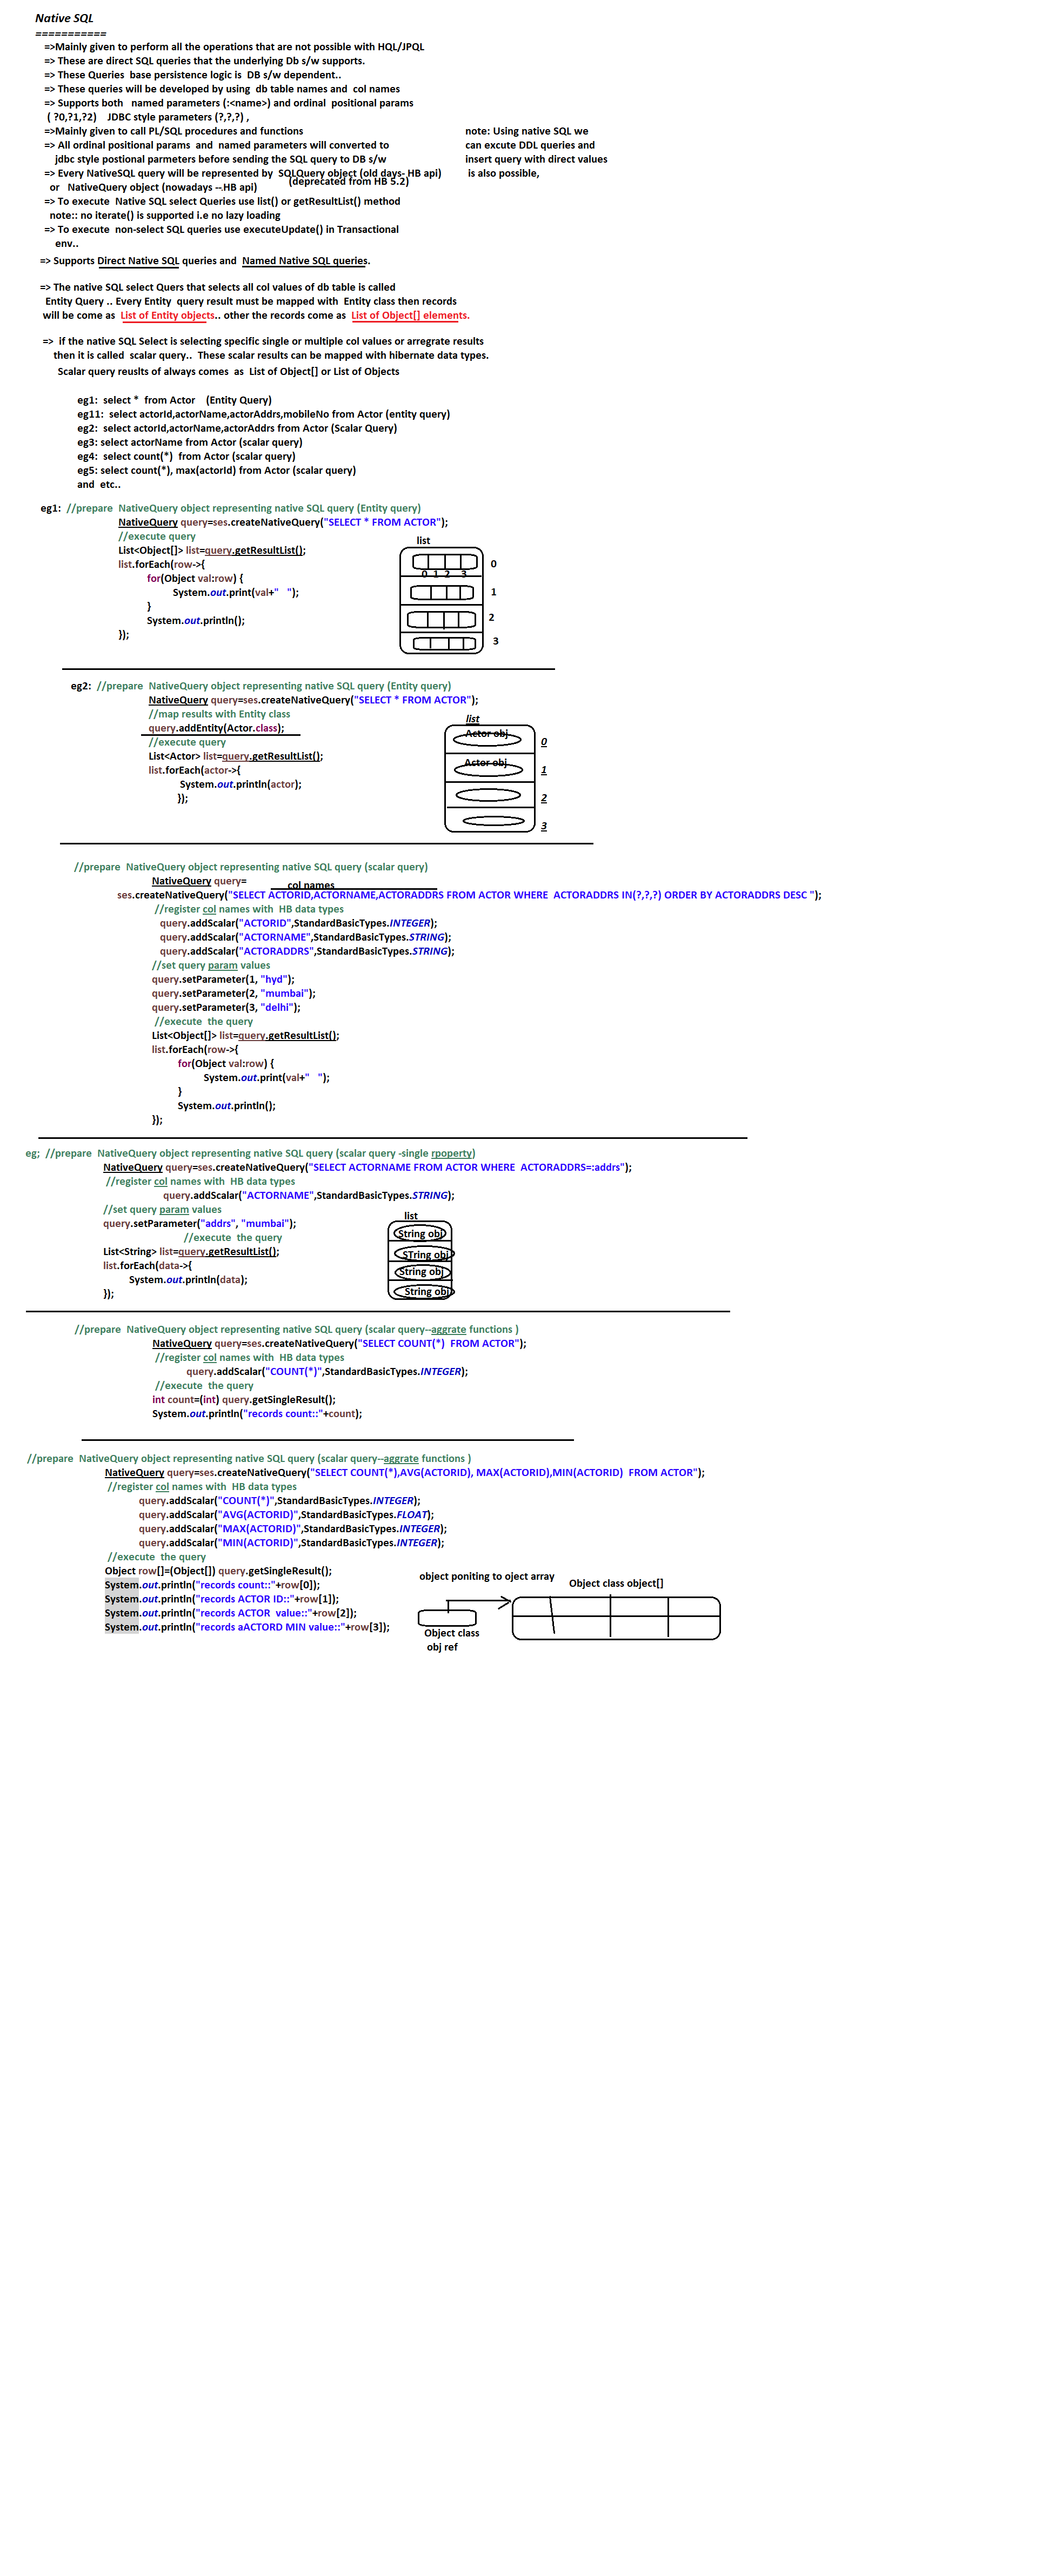 Native SQL
===========
=>Mainly given to perform all the operations that are not possible with HQL/JPQL
=> These are direct SQL queries that the underlying Db s/w supports.
=> These Queries  base persistence logic is  DB s/w dependent..
=> These queries will be developed by using  db table names and  col names
=> Supports both   named parameters (:<name>) and ordinal  positional params
( ?0,?1,?2)    JDBC style parameters (?,?,?) ,
=>Mainly given to call PL/SQL procedures and functions
=> All ordinal positional params  and  named parameters will converted to
jdbc style postional parmeters before sending the SQL query to DB s/w
=> Every NativeSQL query will be represented by  SQLQuery object (old days- HB api)
(deprecated from HB 5.2)
or   NativeQuery object (nowadays --.HB api)
note: Using native SQL we
can excute DDL queries and
insert query with direct values
is also possible,
=> To execute  Native SQL select Queries use list() or getResultList() method
note:: no iterate() is supported i.e no lazy loading
=> To execute  non-select SQL queries use executeUpdate() in Transactional
env..
=> Supports Direct Native SQL queries and  Named Native SQL queries.
=> The native SQL select Quers that selects all col values of db table is called
Entity Query .. Every Entity  query result must be mapped with  Entity class then records
will be come as  List of Entity objects.. other the records come as  List of Object[] elements.
=>  if the native SQL Select is selecting specific single or multiple col values or arregrate results
then it is called  scalar query..  These scalar results can be mapped with hibernate data types.
Scalar query reuslts of always comes  as  List of Object[] or List of Objects
eg1:  select *  from Actor    (Entity Query)
eg11:  select actorId,actorName,actorAddrs,mobileNo from Actor (entity query)
eg2:  select actorId,actorName,actorAddrs from Actor (Scalar Query)
eg3: select actorName from Actor (scalar query)
eg4:  select count(*)  from Actor (scalar query)
eg5: select count(*), max(actorId) from Actor (scalar query)
and  etc..
eg1:  //prepare  NativeQuery object representing native SQL query (Entity query)
NativeQuery query=ses.createNativeQuery("SELECT * FROM ACTOR");
//execute query
List<Object[]> list=query.getResultList();
list.forEach(row->{
for(Object val:row) {
System.out.print(val+"   ");
}
System.out.println();
});
list
0
0 1 2 3
1
2
3
eg2:  //prepare  NativeQuery object representing native SQL query (Entity query)
NativeQuery query=ses.createNativeQuery("SELECT * FROM ACTOR");
//map results with Entity class
query.addEntity(Actor.class);
//execute query
List<Actor> list=query.getResultList();
list.forEach(actor->{
System.out.println(actor);
});
list
Actor obj
0
Actor obj
1
2
3
//prepare  NativeQuery object representing native SQL query (scalar query)
NativeQuery query=
col names
ses.createNativeQuery("SELECT ACTORID,ACTORNAME,ACTORADDRS FROM ACTOR WHERE  ACTORADDRS IN(?,?,?) ORDER BY ACTORADDRS DESC ");
//register col names with  HB data types
query.addScalar("ACTORID",StandardBasicTypes.INTEGER);
query.addScalar("ACTORNAME",StandardBasicTypes.STRING);
query.addScalar("ACTORADDRS",StandardBasicTypes.STRING);
//set query param values
query.setParameter(1, "hyd");
query.setParameter(2, "mumbai");
query.setParameter(3, "delhi");
//execute  the query
List<Object[]> list=query.getResultList();
list.forEach(row->{
for(Object val:row) {
System.out.print(val+"   ");
}
System.out.println();
});
eg;  //prepare  NativeQuery object representing native SQL query (scalar query -single rpoperty)
NativeQuery query=ses.createNativeQuery("SELECT ACTORNAME FROM ACTOR WHERE  ACTORADDRS=:addrs");
//register col names with  HB data types
query.addScalar("ACTORNAME",StandardBasicTypes.STRING);
//set query param values
query.setParameter("addrs", "mumbai");
//execute  the query
List<String> list=query.getResultList();
list.forEach(data->{
System.out.println(data);
});
list
String obj
STring obj
String obj
String obj
//prepare  NativeQuery object representing native SQL query (scalar query--aggrate functions )
NativeQuery query=ses.createNativeQuery("SELECT COUNT(*)  FROM ACTOR");
//register col names with  HB data types
query.addScalar("COUNT(*)",StandardBasicTypes.INTEGER);
//execute  the query
int count=(int) query.getSingleResult();
System.out.println("records count::"+count);
//prepare  NativeQuery object representing native SQL query (scalar query--aggrate functions )
NativeQuery query=ses.createNativeQuery("SELECT COUNT(*),AVG(ACTORID), MAX(ACTORID),MIN(ACTORID)  FROM ACTOR");
//register col names with  HB data types
query.addScalar("COUNT(*)",StandardBasicTypes.INTEGER);
query.addScalar("AVG(ACTORID)",StandardBasicTypes.FLOAT);
query.addScalar("MAX(ACTORID)",StandardBasicTypes.INTEGER);
query.addScalar("MIN(ACTORID)",StandardBasicTypes.INTEGER);
//execute  the query
Object row[]=(Object[]) query.getSingleResult();
System.out.println("records count::"+row[0]);
System.out.println("records ACTOR ID::"+row[1]);
System.out.println("records ACTOR  value::"+row[2]);
System.out.println("records aACTORD MIN value::"+row[3]);
object poniting to oject array
Object class object[]
Object class
obj ref